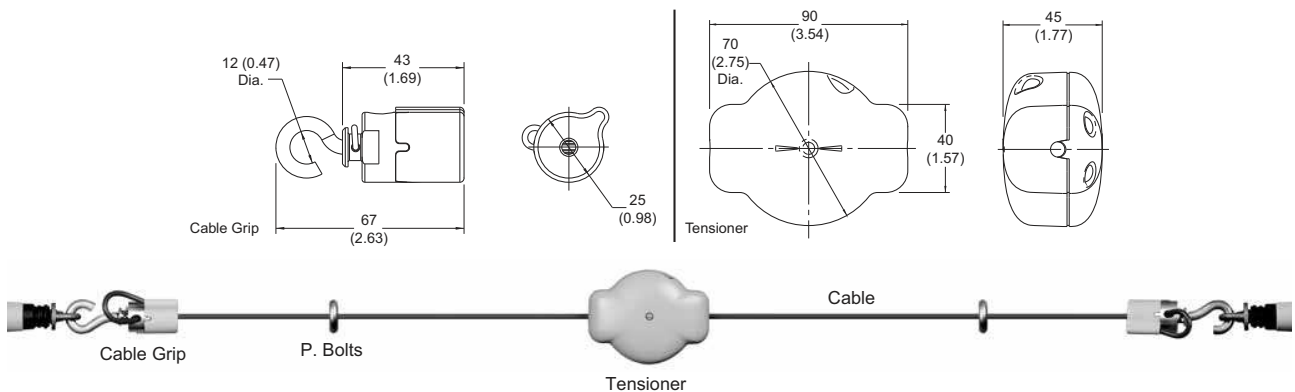 12 (0.47)
Dia.
43
(1.69)
67
(2.63)
Cable Grip
25
(0.98)
90
(3.54)
70
(2.75)
Dia.
40
(1.57)
Tensioner
45
(1.77)
Cable Grip
P. Bolts
Tensioner
Cable